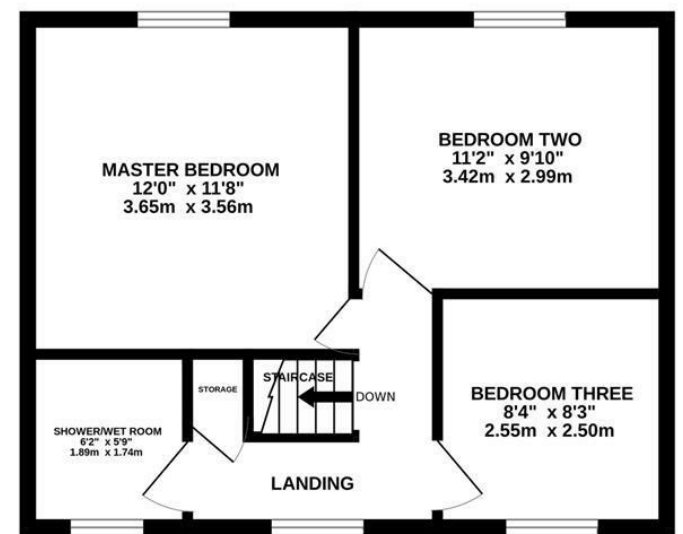 MASTER BEDROOM
12'0" x 11'8"
3.65m x 3.56m
BEDROOM TWO
11'2" x 9'10"
3.42m x 2.99m
STORAGE
STAIRCASE
DOWN
SHOWER/WET ROOM
6'2" x 5'9"
1.89m x 1.74m
BEDROOM THREE
8'4" x 8'3"
2.55m x 2.50m
LANDING